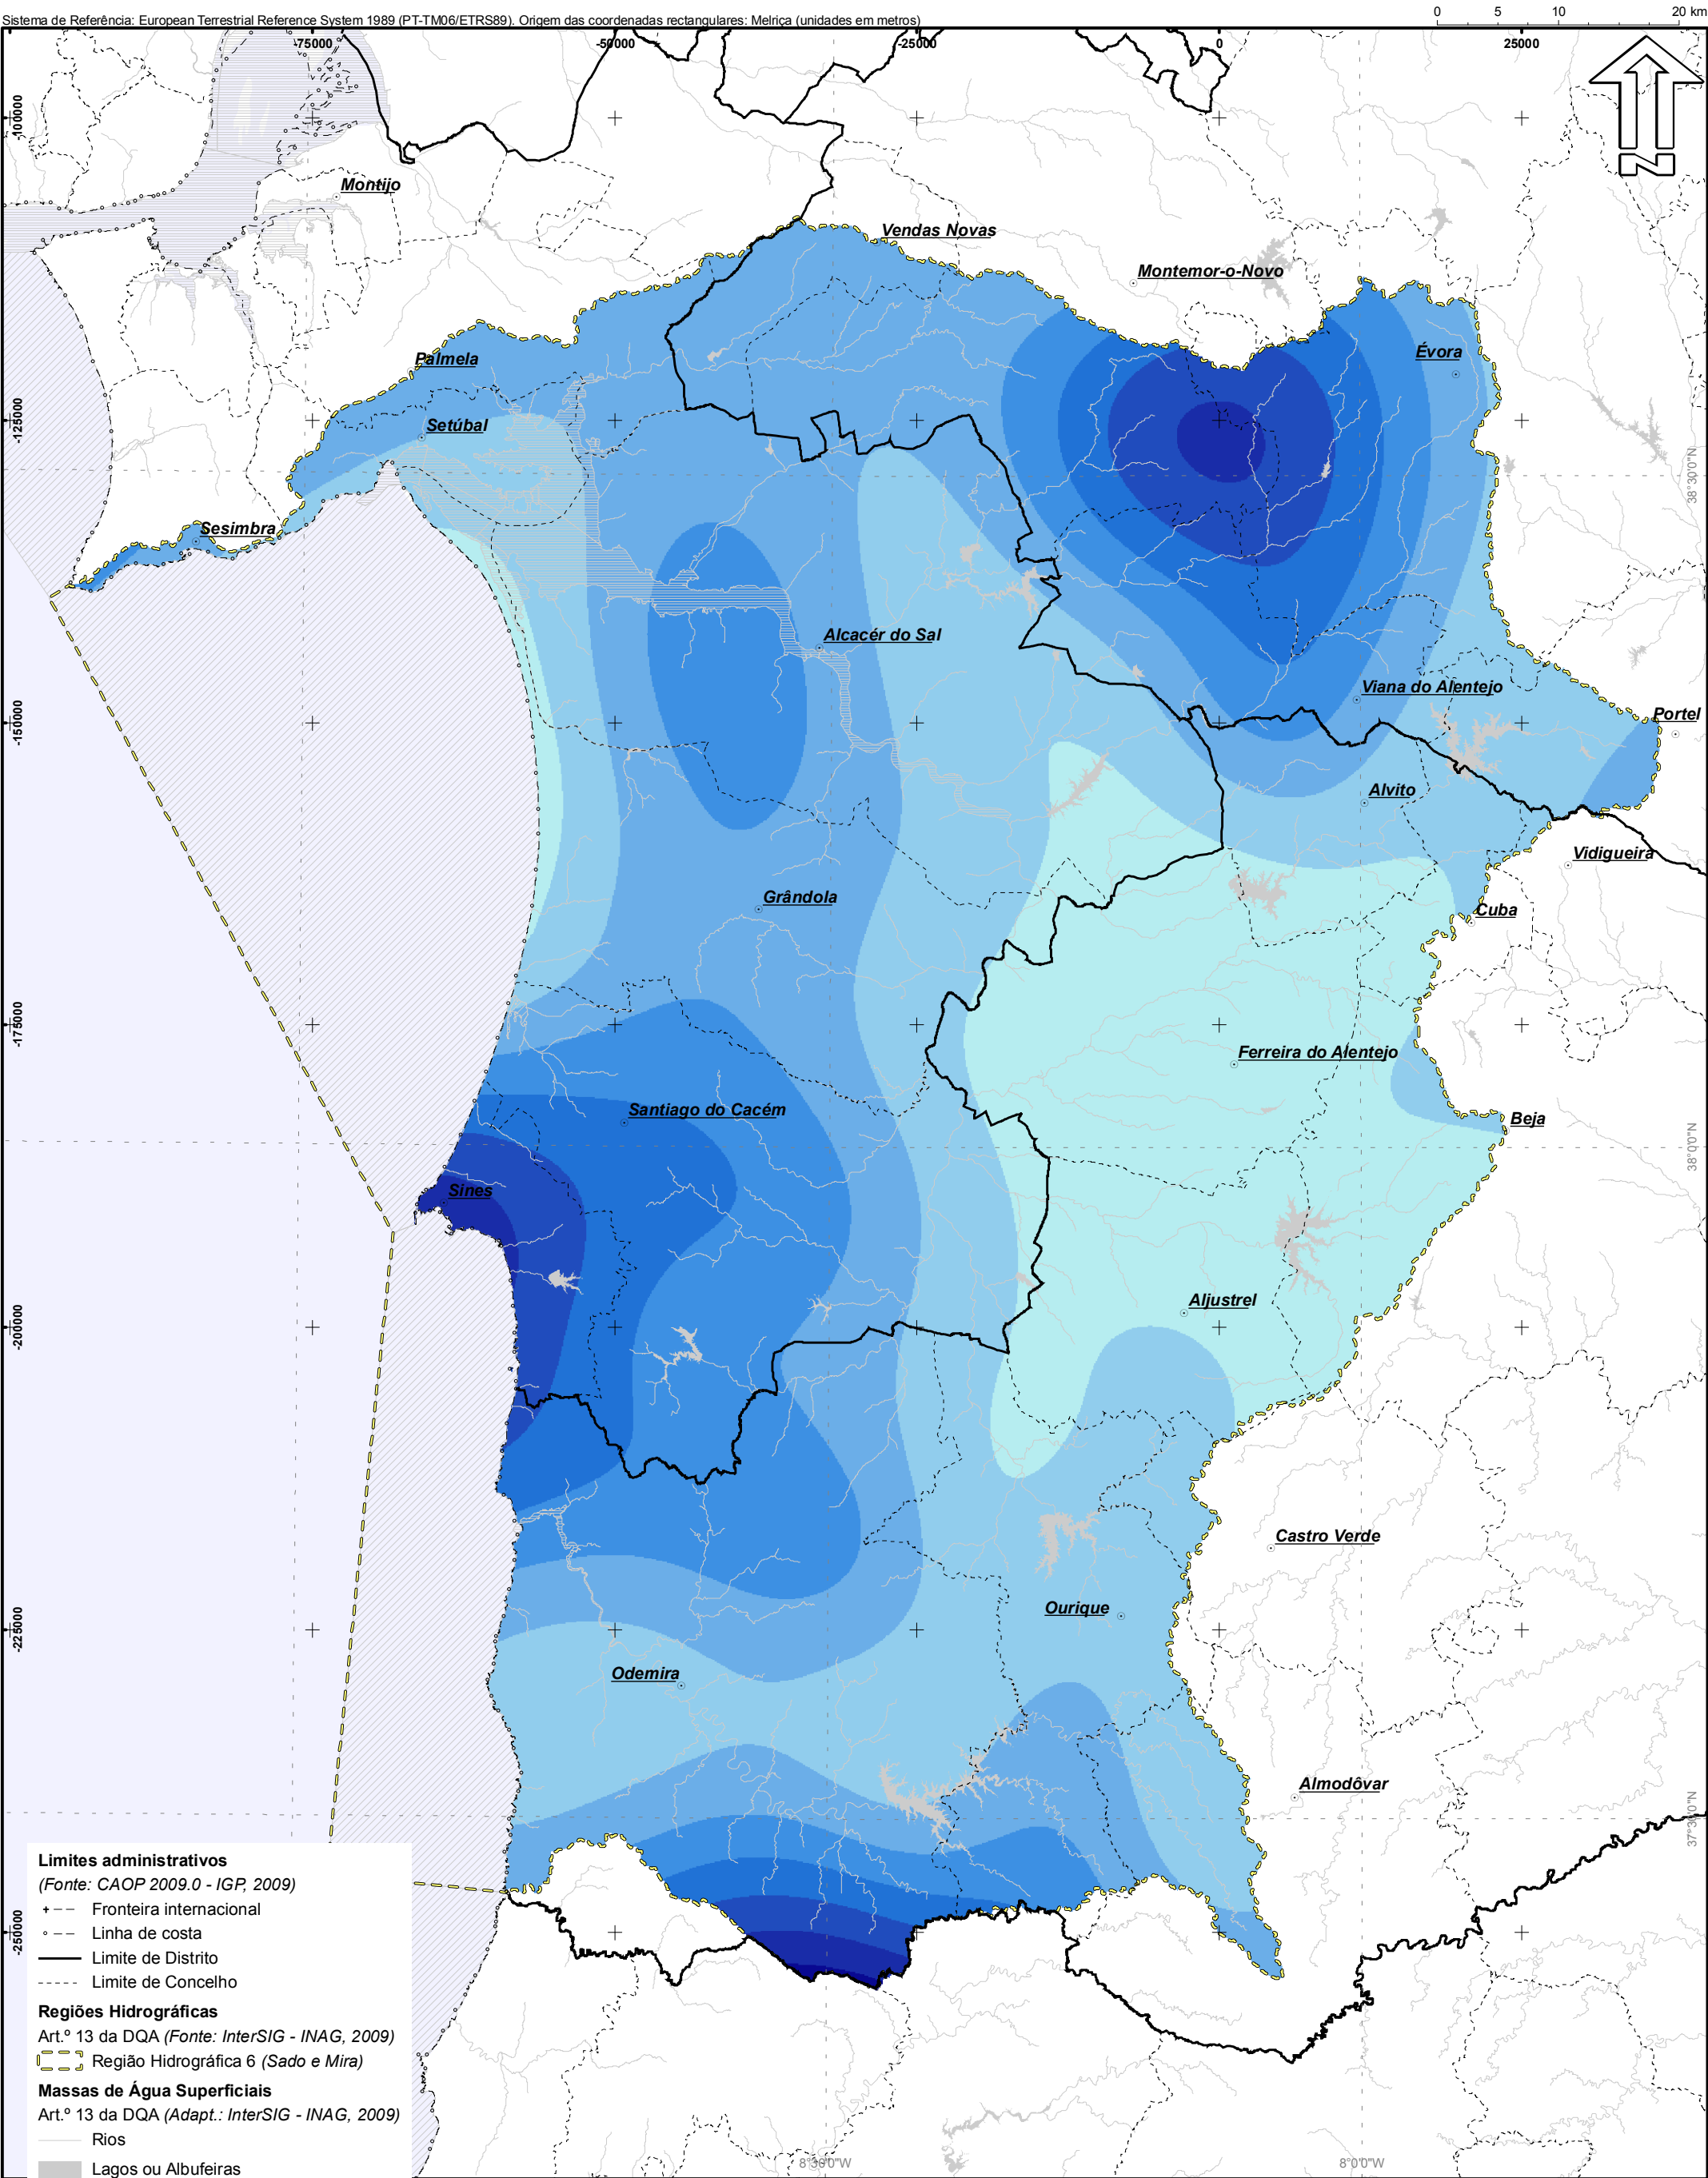 Sistema de Referência: European Terrestrial Reference System 1989 (PT-TM06/ETRS89). Origem das coordenadas rectangulares: Melriça (unidades em metros)
0 5 10 20 km
-75000 -50000 -25000 0 25000
N
-100000
Montijo
Vendas Novas
Montemor-o-Novo
Évora
Palmela
-125000
Setúbal
38°30'0"N
Sesimbra
Alcacér do Sal
Viana do Alentejo
Portel
-150000
Alvito
Vidigueira
Grândola
Cuba
-175000
Ferreira do Alentejo
Santiago do Cacém
Beja
38°0'0"N
Sines
Aljustrel
-200000
Castro Verde
Ourique
-225000
Odemira
Almodôvar
37°30'0"N
-250000
Limites administrativos
(Fonte: CAOP 2009.0 - IGP, 2009)
Fronteira internacional
Linha de costa
Limite de Distrito
Limite de Concelho
Regiões Hidrográficas
Art.º 13 da DQA (Fonte: InterSIG - INAG, 2009)
Região Hidrográfica 6 (Sado e Mira)
Massas de Água Superficiais
Art.º 13 da DQA (Adapt.: InterSIG - INAG, 2009)
Rios
Lagos ou Albufeiras
8°30'0"W 8°0'0"W